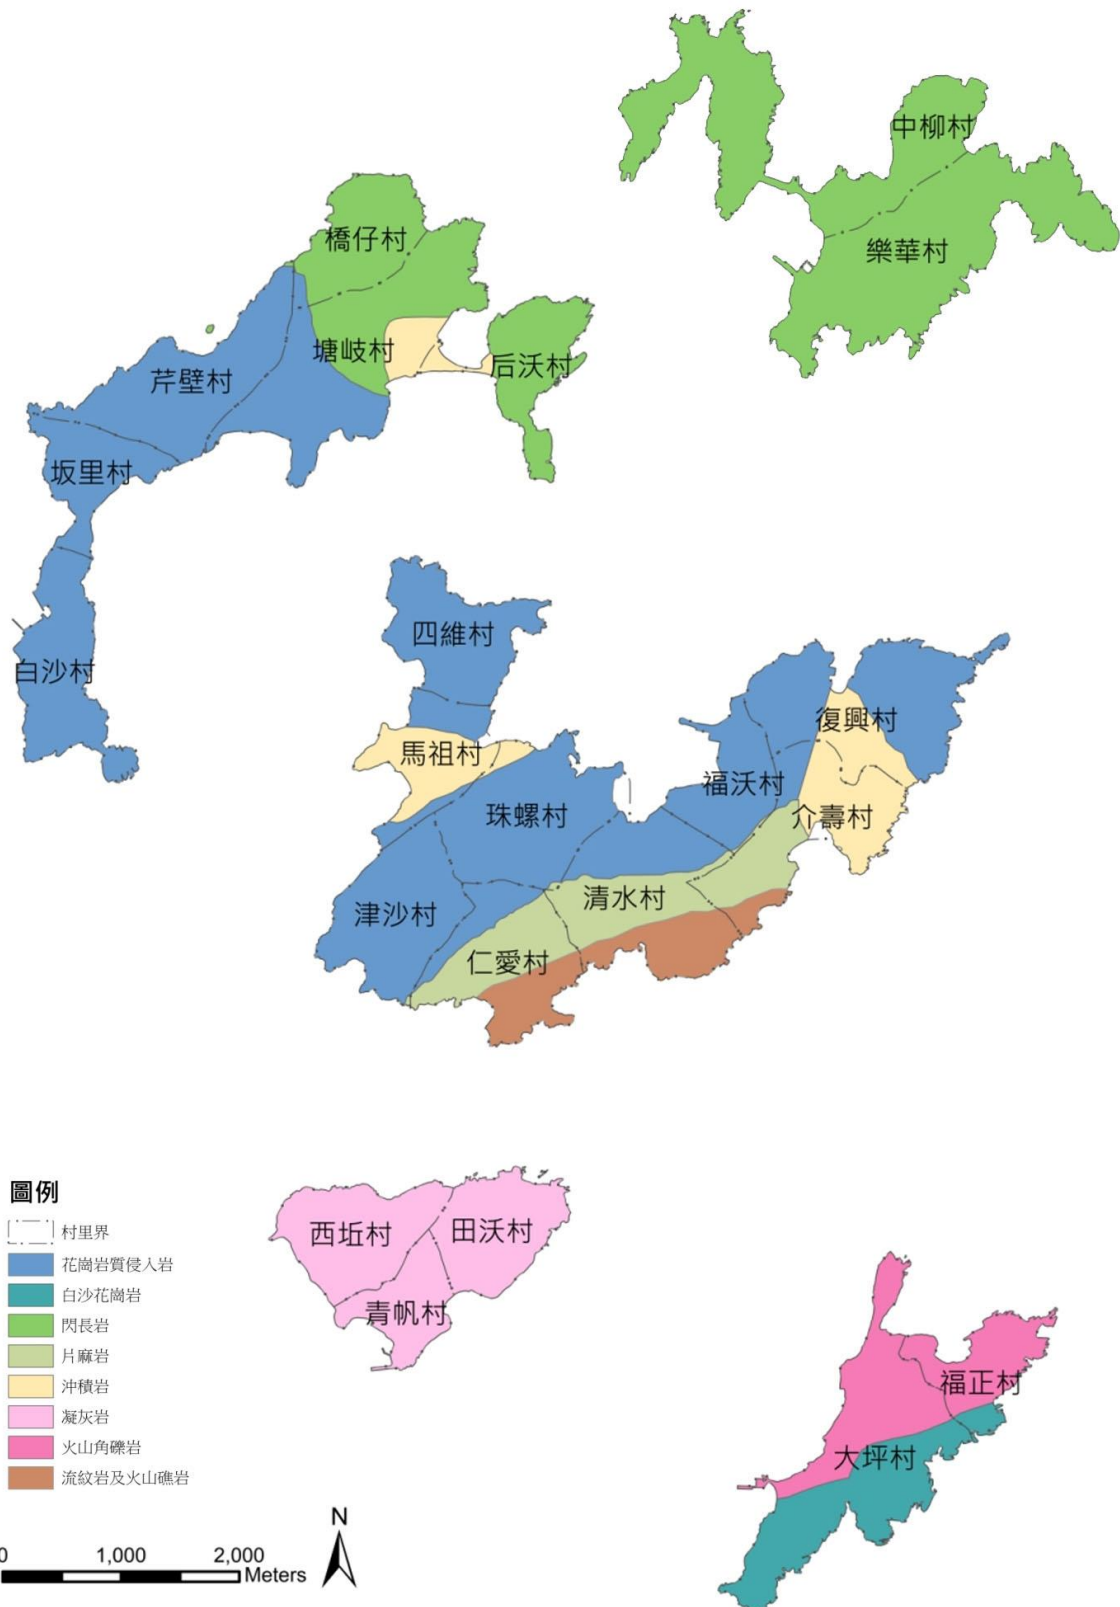 中柳村
樂華村
橋仔村
塘岐村
后沃村
芹壁村
坂里村
白沙村
四維村
馬祖村
復興村
福沃村
珠螺村
介壽村
清水村
津沙村
仁愛村
西坵村
田沃村
青帆村
福正村
大坪村
圖例
村里界
花崗岩質侵入岩
白沙花崗岩
閃長岩
片麻岩
沖積岩
凝灰岩
火山角礫岩
流紋岩及火山礁岩
0 1,000 2,000
Meters
N